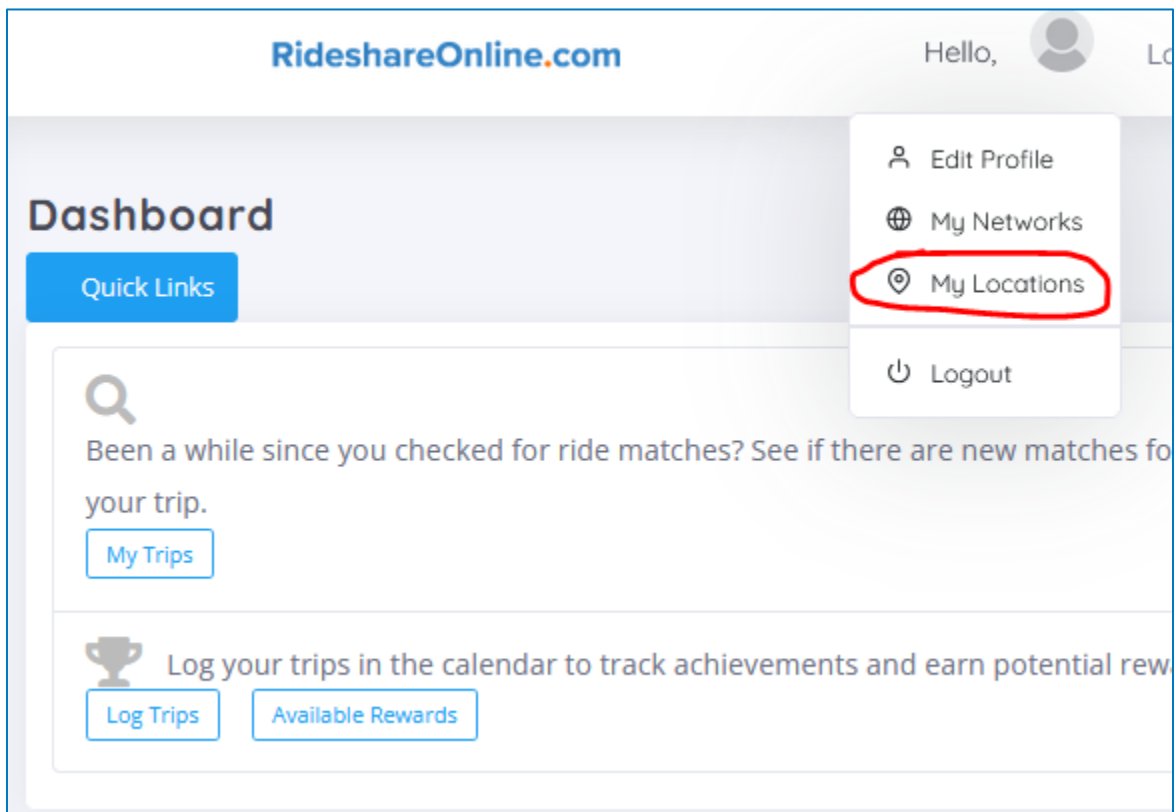 RideshareOnline.com
Hello,
Edit Profile
My Networks
My Locations
Logout
Dashboard
Quick Links
Been a while since you checked for ride matches? See if there are new matches
your trip.
My Trips
Log your trips in the calendar to track achievements and earn potential
Log Trips Available Rewards